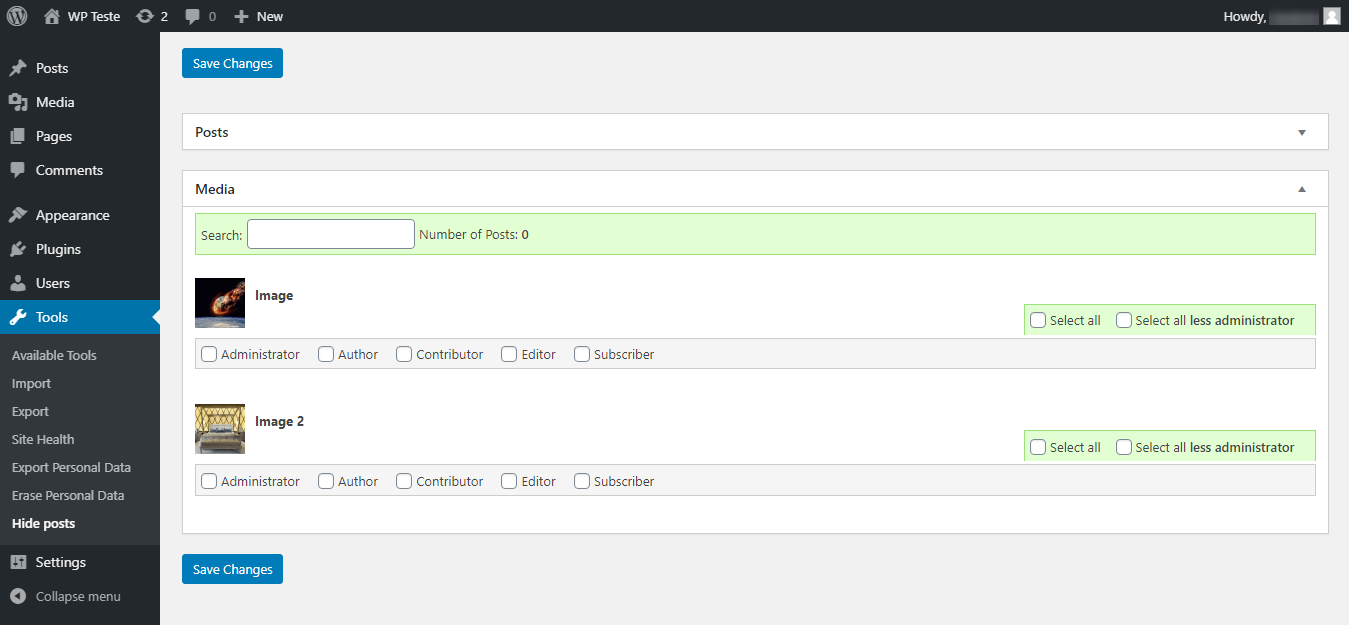 WP Teste 2 0 New Howdy,
Posts
Media
Pages
Comments
Appearance
Plugins
Users
Tools
Available Tools
Import
Export
Site Health
Export Personal Data
Erase Personal Data
Hide posts
Settings
Collapse menu
Save Changes
Posts
Media
Search: Number of Posts: 0
Image
Select all Select all less administrator
Administrator Author Contributor Editor Subscriber
Image 2
Select all Select all less administrator
Administrator Author Contributor Editor Subscriber
Save Changes